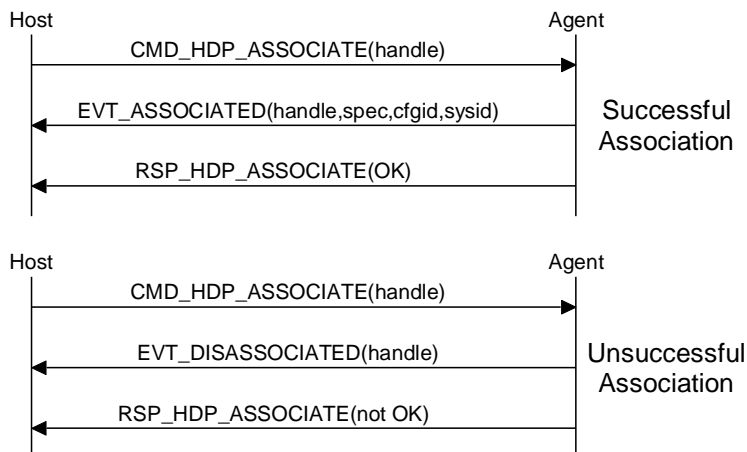 Host Agent
CMD_HDP_ASSOCIATE(handle)
EVT_ASSOCIATED(handle,spec,cfgid,sysid)
Successful
Association
RSP_HDP_ASSOCIATE(OK)
Host Agent
CMD_HDP_ASSOCIATE(handle)
EVT_DISASSOCIATED(handle)
Unsuccessful
Association
RSP_HDP_ASSOCIATE(not OK)